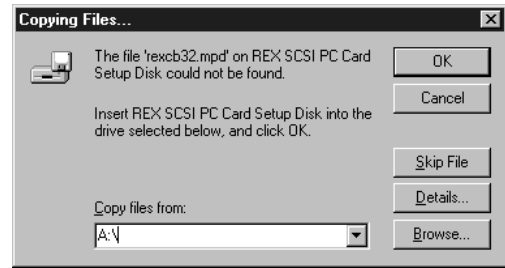 Copying Files...
The file 'rexcb32.mpd' on REX SCSI PC Card
Setup Disk could not be found.
Insert REX SCSI PC Card Setup Disk into the
drive selected below, and click OK.
Copy files from:
A:\
OK
Cancel
Skip File
Details...
Browse...